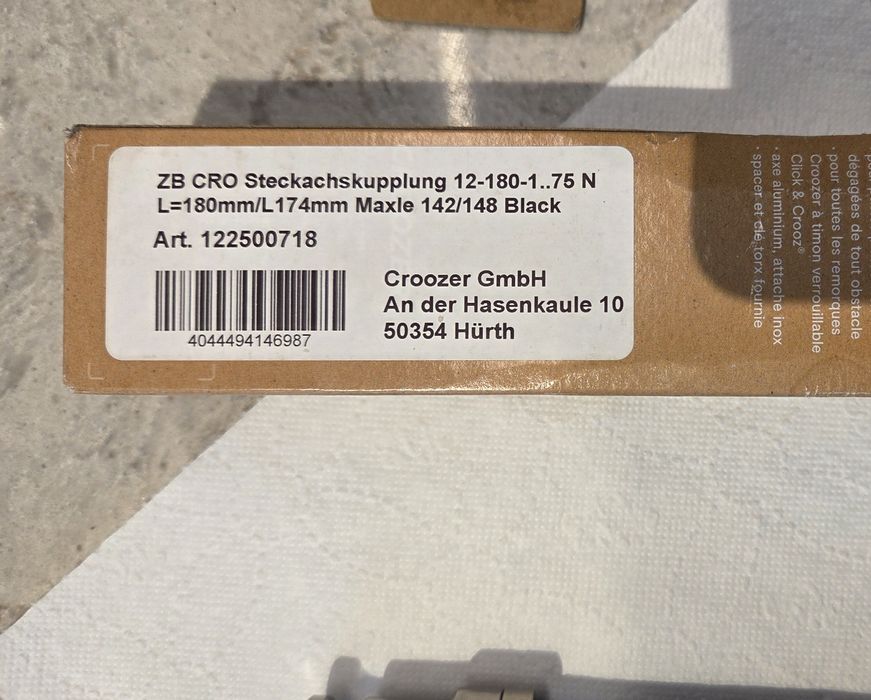 ZB CRO Steckachskupplung 12-180-1..75 N
L=180mm/L174mm Maxle 142/148 Black
Art. 122500718
4044494146987
Croozer GmbH
An der Hasenkaule 10
50354 Hürth
dégagées de tout obstacle
· pour toutes les remorques
Croozer à timon verrouillable
Click & Crooz®
· axe aluminium, attache inox
· spacer et clé torx fournie